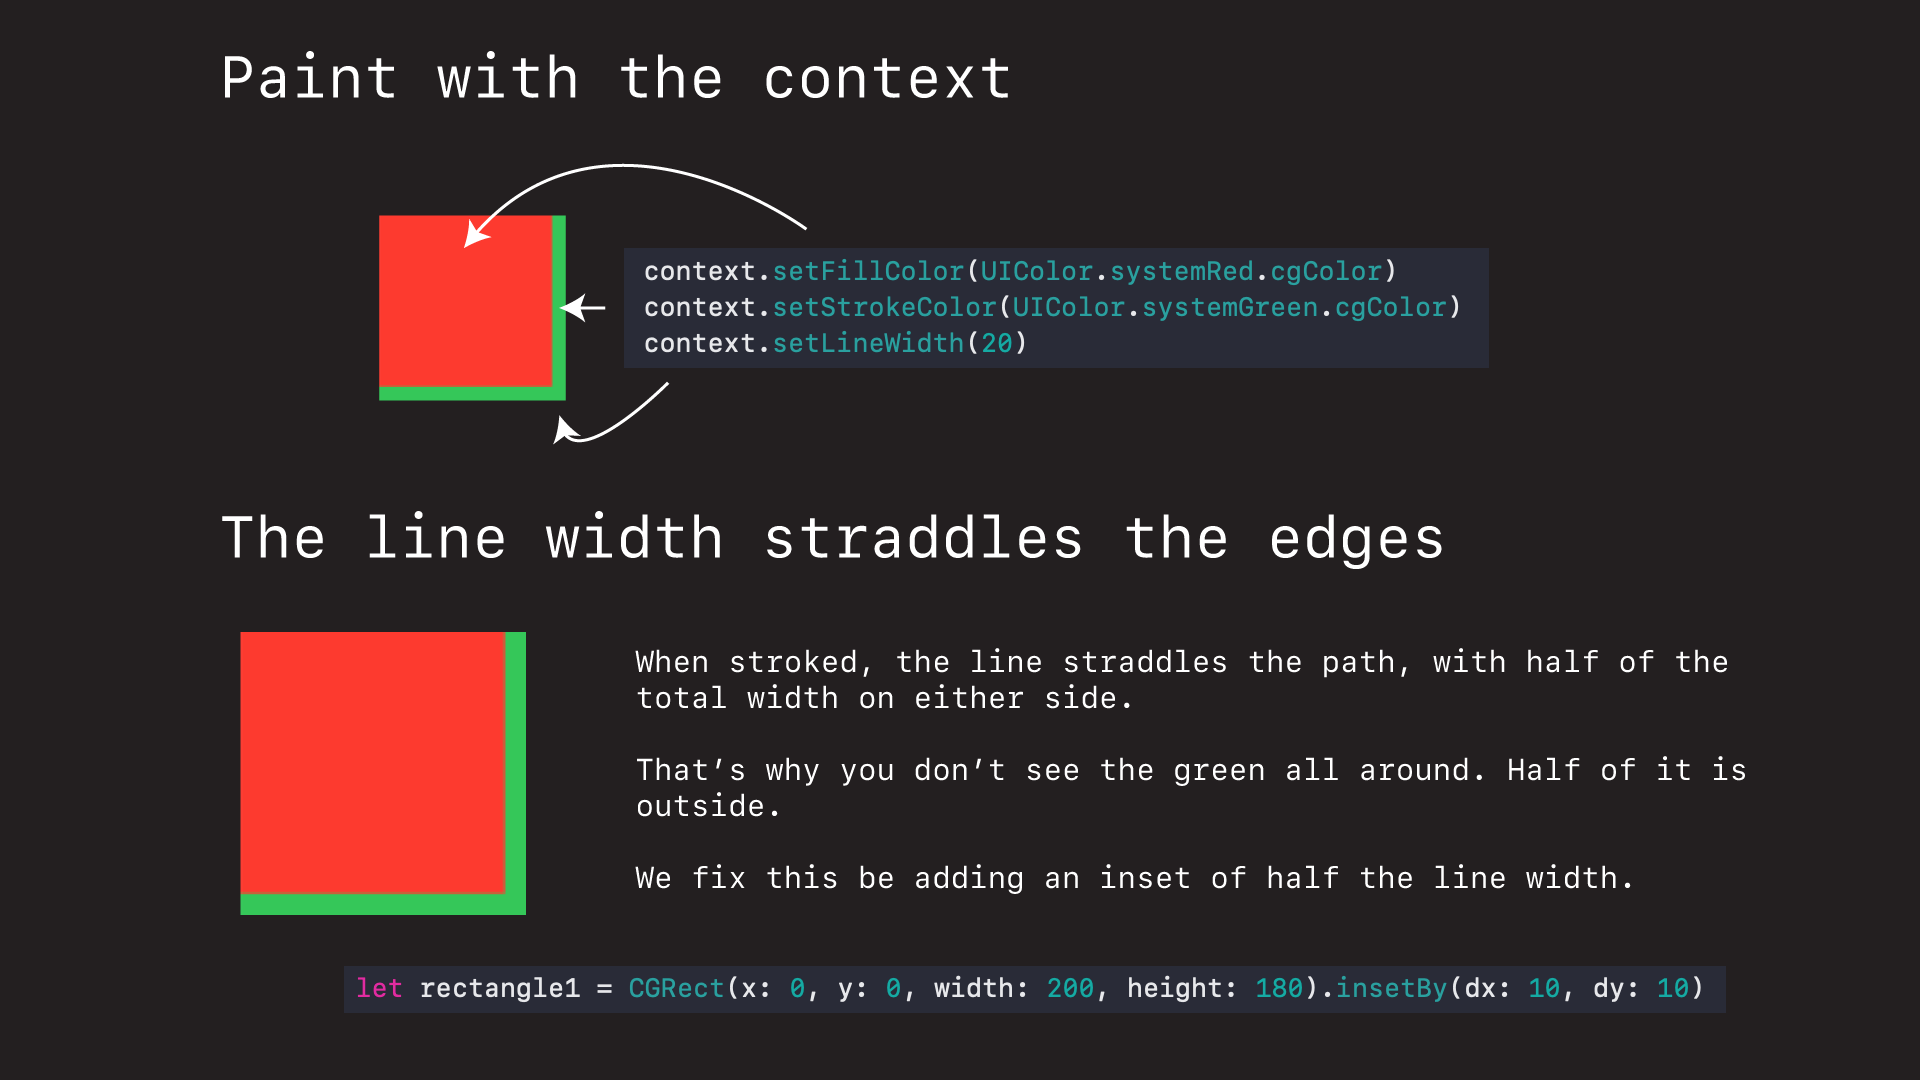 Paint with the context
context.setFillColor(UIColor.systemRed.cgColor)
context.setStrokeColor(UIColor.systemGreen.cgColor)
context.setLineWidth(20)
The line width straddles the edges
When stroked, the line straddles the path, with half of the
total width on either side.
That’s why you don’t see the green all around. Half of it is
outside.
We fix this be adding an inset of half the line width.
let rectangle1 = CGRect(x: 0, y: 0, width: 200, height: 180).insetBy(dx: 10, dy: 10)